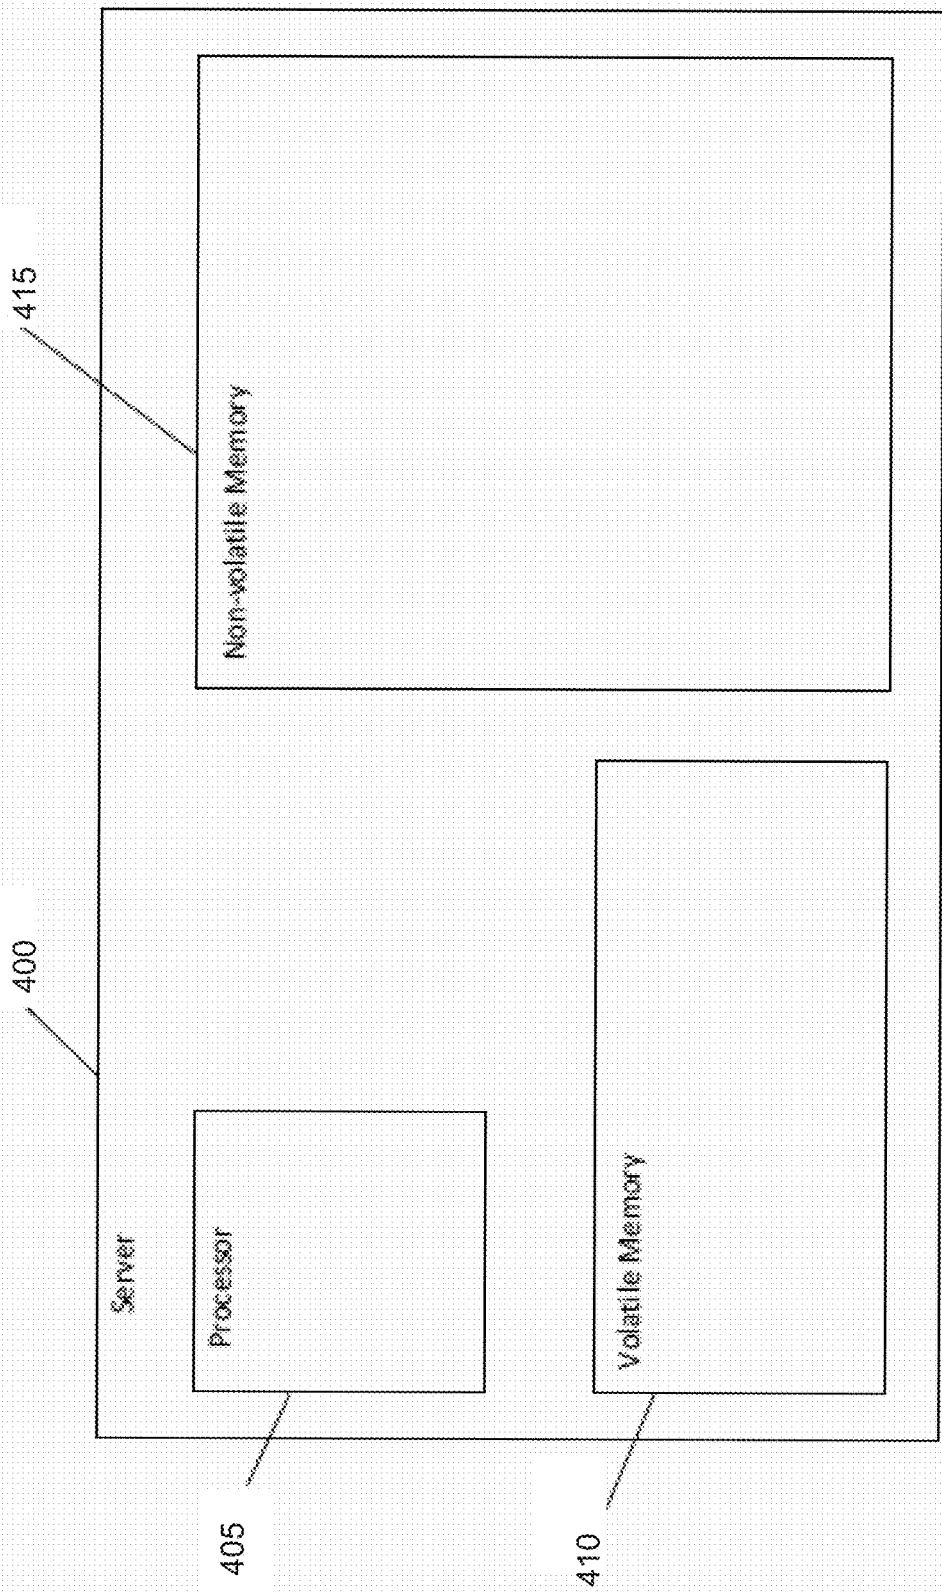 400
415
Server
Processor
Non-volatile Memory
405
Volatile Memory
410